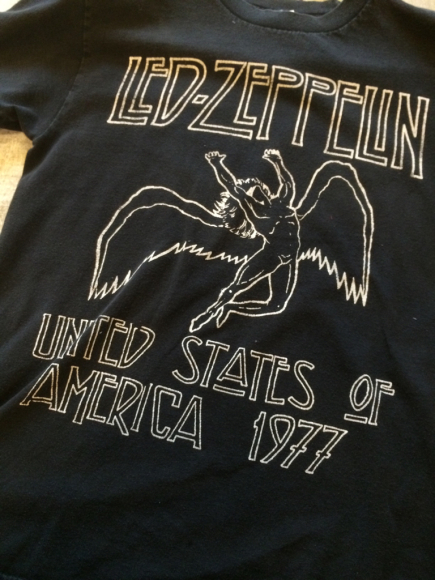 LED-ZEPPELIN
UNITED STATES OF
AMERICA 1977